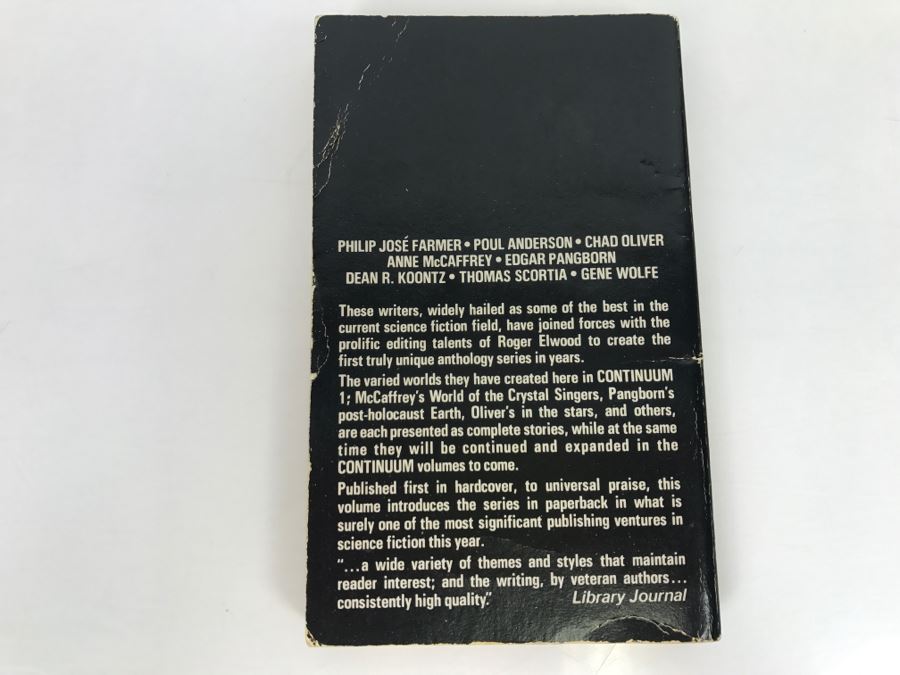 PHILIP JOSÉ FARMER • POUL ANDERSON • CHAD OLIVER
ANNE McCAFFREY • EDGAR PANGBORN
DEAN R. KOONTZ • THOMAS SCORTIA • GENE WOLFE
These writers, widely hailed as some of the best in the
current science fiction field, have joined forces with the
prolific editing talents of Roger Elwood to create the
first truly unique anthology series in years.
The varied worlds they have created here in CONTINUUM
1; McCaffrey's World of the Crystal Singers, Pangborn's
post-holocaust Earth, Oliver's in the stars, and others,
are each presented as complete stories, while at the same
time they will be continued and expanded in the
CONTINUUM volumes to come.
Published first in hardcover, to universal praise, this
volume introduces the series in paperback in what is
surely one of the most significant publishing ventures in
science fiction this year.
"...a wide variety of themes and styles that maintain
reader interest; and the writing, by veteran authors...
consistently high quality." Library Journal